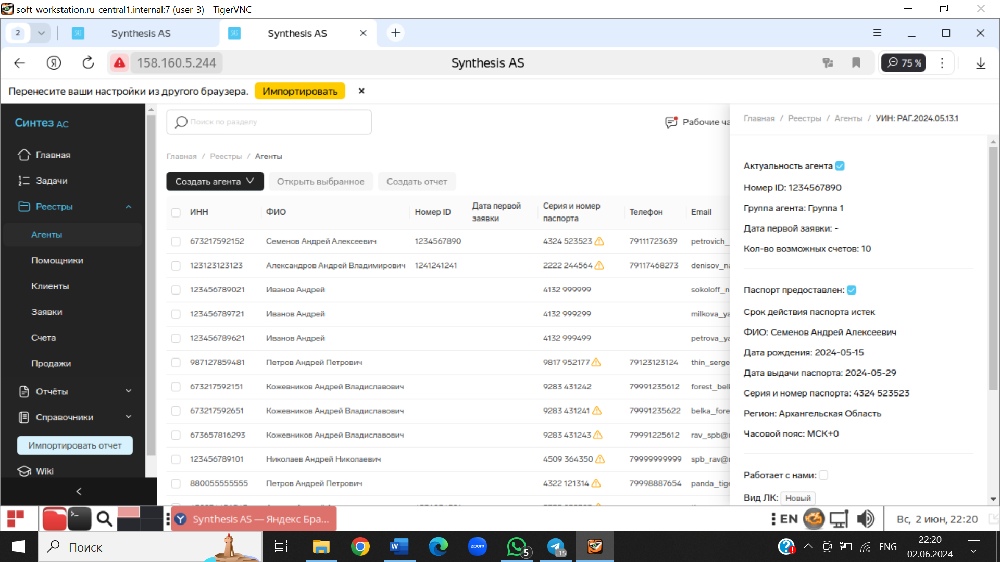 soft-workstation.ru-central1.internal:7 (user-3) - TigerVNC
2
Synthesis AS
Synthesis AS
158.160.5.244
Synthesis AS
75 %
Перенесите ваши настройки из другого браузера.
Импортировать
Синтез АС
Главная
Задачи
Реестры
Агенты
Помощники
Клиенты
Заявки
Счета
Продажи
Отчёты
Справочники
Импортировать отчет
Wiki
Поиск по разделу
Рабочие ча
Главная / Реестры / Агенты
Создать агента
Открыть выбранное
Создать отчет
ИНН ФИО Номер ID Дата первой заявки Серия и номер паспорта Телефон Email
673217592152 Семенов Андрей Алексеевич 1234567890 4324 523523 79111723639 petrovich_
123123123123 Александров Андрей Владимирович 1241241241 2222 244564 79117468273 denisov_na
123456789021 Иванов Андрей 4132 999999 sokoloff_n
123456789721 Иванов Андрей 4132 999299 milkova_ya
123456789621 Иванов Андрей 4132 999499 petrova_ya
987127859481 Петров Андрей Петрович 9817 952177 79123123124 thin_serge
673217592151 Кожевников Андрей Владиславович 9283 431242 79991235612 forest_bell
673217592651 Кожевников Андрей Владиславович 9283 431241 79991235622 belka_fore
673657816293 Кожевников Андрей Владиславович 9283 431243 79991225612 rav_spb@
123456789101 Николаев Андрей Николаевич 4509 364350 79999999999 spb_rav@
880055555555 Петров Андрей Петрович 4322 121314 79998887654 panda_tige
Главная / Реестры / Агенты / УИН: РАГ.2024.05.13.1
Актуальность агента
Номер ID: 1234567890
Группа агента: Группа 1
Дата первой заявки: -
Кол-во возможных счетов: 10
Паспорт предоставлен:
Срок действия паспорта истек
ФИО: Семенов Андрей Алексеевич
Дата рождения: 2024-05-15
Дата выдачи паспорта: 2024-05-29
Серия и номер паспорта: 4324 523523
Регион: Архангельская Область
Часовой пояс: МСК+0
Работает с нами:
Вид ЛК: Новый
Synthesis AS — Яндекс Бра...
EN
Вс, 2 июн, 22:20
Поиск
zoom
5
..15
ENG
22:20
02.06.2024